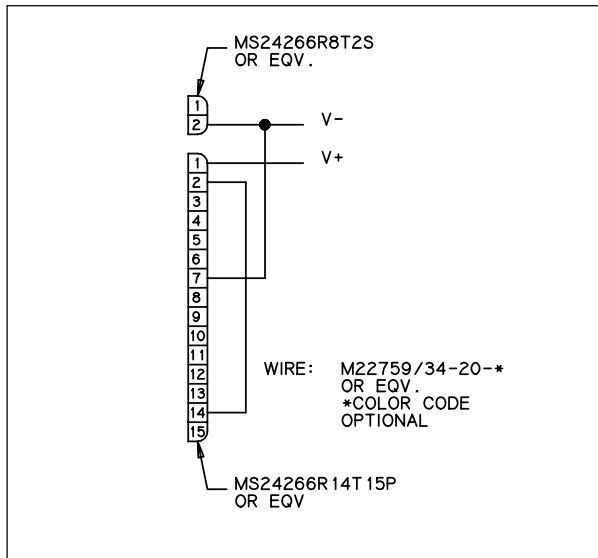 MS24266R8T2S
OR EQV.
1
2 V-
1 V+
2
3
4
5
6
7
8
9
10
11
12
13
14
15
WIRE: M22759/34-20-*
OR EQV.
*COLOR CODE
OPTIONAL
MS24266R14T15P
OR EQV